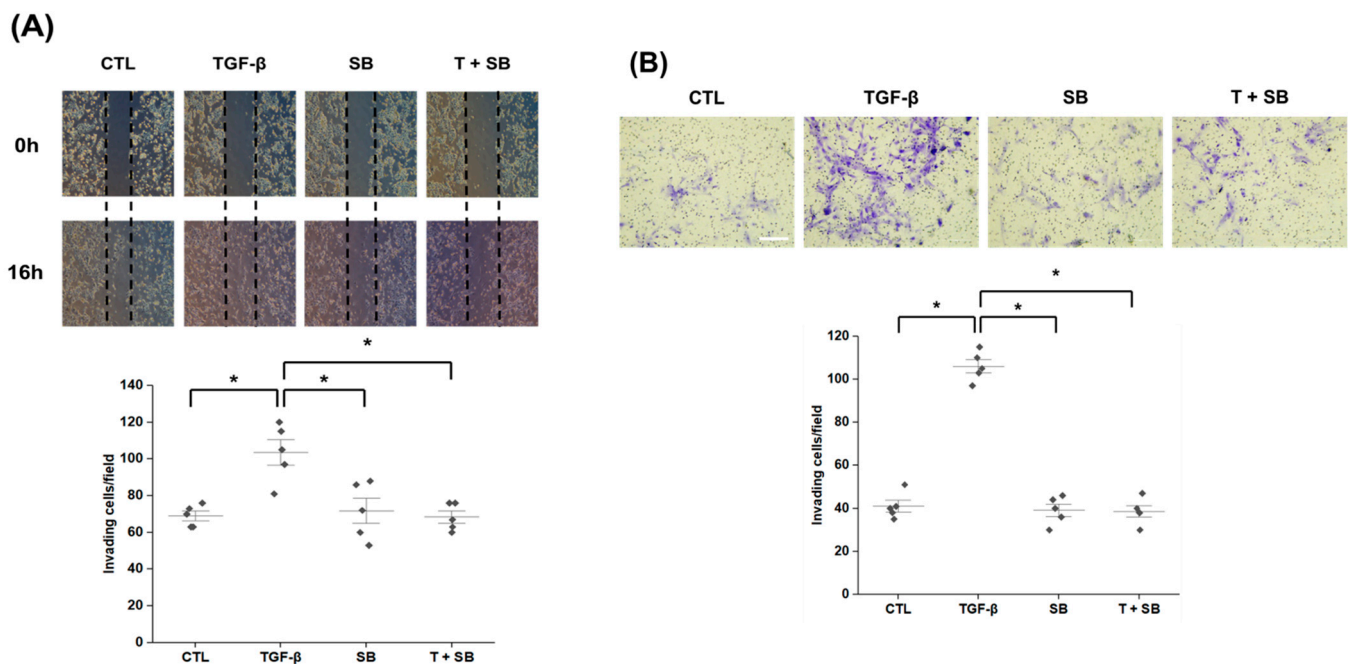 (A)
CTL TGF-β SB T + SB
0h
16h
*
* *
Invading cells/field
140
120
100
80
60
40
20
0
CTL TGF-β SB T + SB
(B)
CTL TGF-β SB T + SB
*
* *
Invading cells/field
120
100
80
60
40
20
0
CTL TGF-β SB T + SB